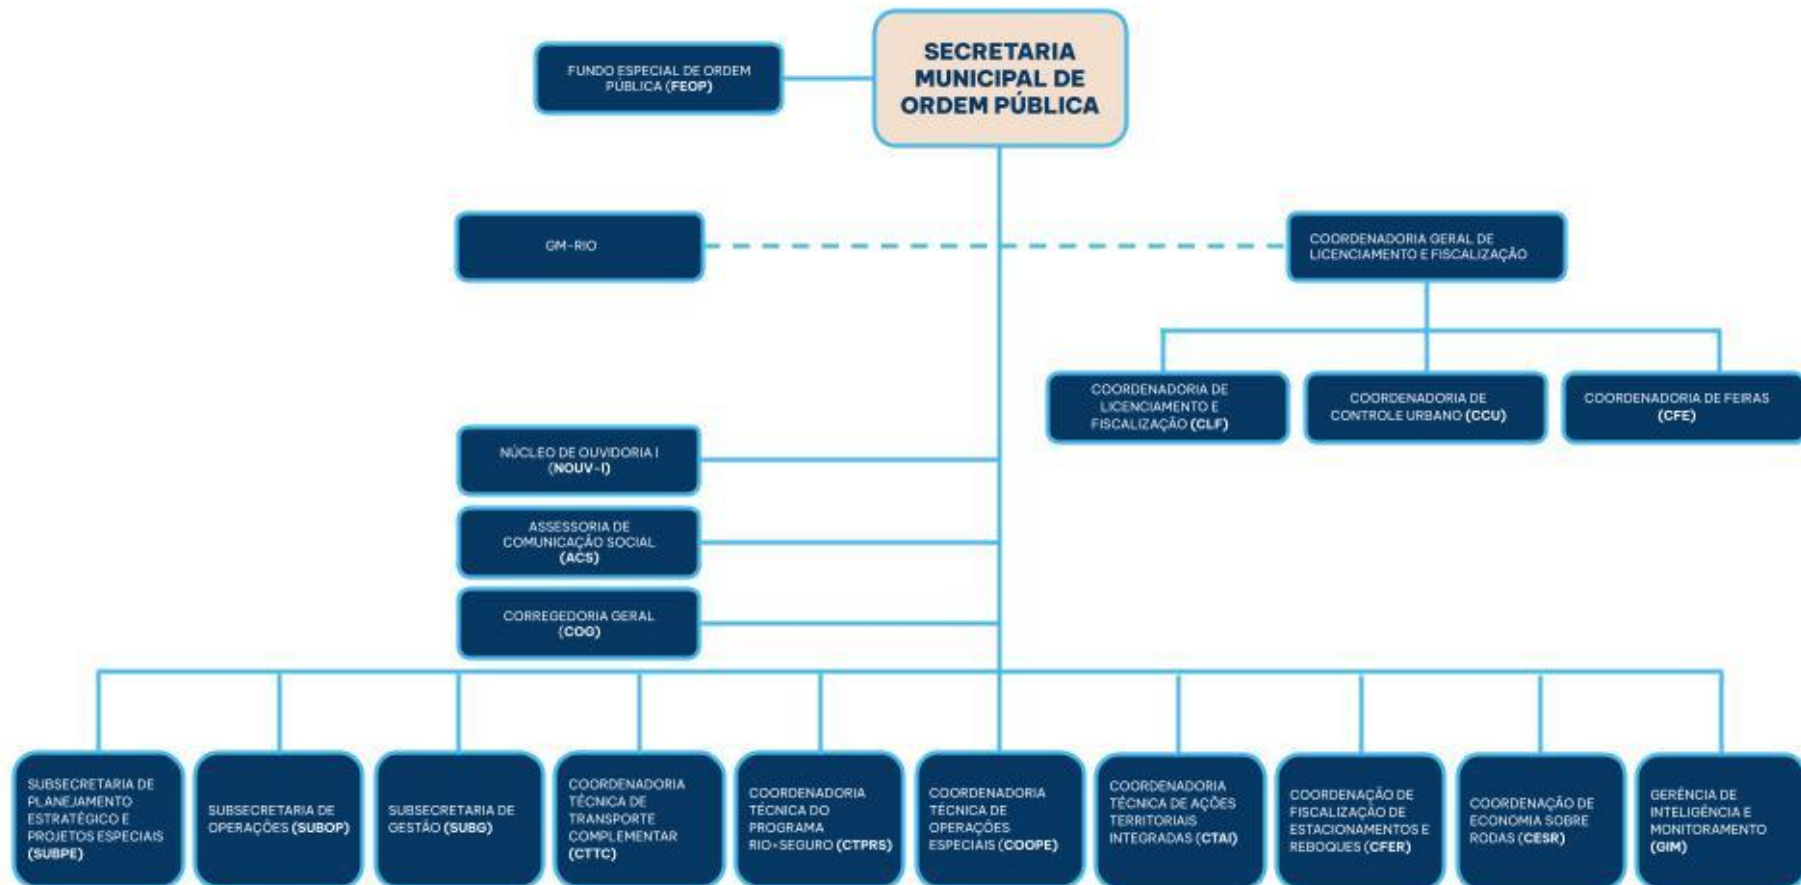 SECRETARIA
MUNICIPAL DE
ORDEM PÚBLICA
FUNDO ESPECIAL DE ORDEM
PÚBLICA (FEOP)
GM-RIO
COORDENADORIA GERAL DE
LICENCIAMENTO E FISCALIZAÇÃO
COORDENADORIA DE
LICENCIAMENTO E
FISCALIZAÇÃO (CLF)
COORDENADORIA DE
CONTROLE URBANO (CCU)
COORDENADORIA DE FEIRAS
(CFE)
NÚCLEO DE OUVIDORIA I
(NOUV-I)
ASSESSORIA DE
COMUNICAÇÃO SOCIAL
(ACS)
CORREGEDORIA GERAL
(COG)
SUBSECRETARIA DE
PLANEJAMENTO
ESTRATÉGICO E
PROJETOS ESPECIAIS
(SUBPE)
SUBSECRETARIA DE
OPERAÇÕES (SUBOP)
SUBSECRETARIA DE
GESTÃO (SUBG)
COORDENADORIA
TÉCNICA DE
TRANSPORTE
COMPLEMENTAR
(CTTC)
COORDENADORIA
TÉCNICA DO
PROGRAMA
RIO+SEGURO (CTPRS)
COORDENADORIA
TÉCNICA DE
OPERAÇÕES
ESPECIAIS (COOPE)
COORDENADORIA
TÉCNICA DE AÇÕES
TERRITORIAIS
INTEGRADAS (CTAI)
COORDENAÇÃO DE
FISCALIZAÇÃO DE
ESTACIONAMENTOS E
REBOQUES (CFER)
COORDENAÇÃO DE
ECONOMIA SOBRE
RODAS (CESR)
GERÊNCIA DE
INTELIGÊNCIA E
MONITORAMENTO
(GIM)